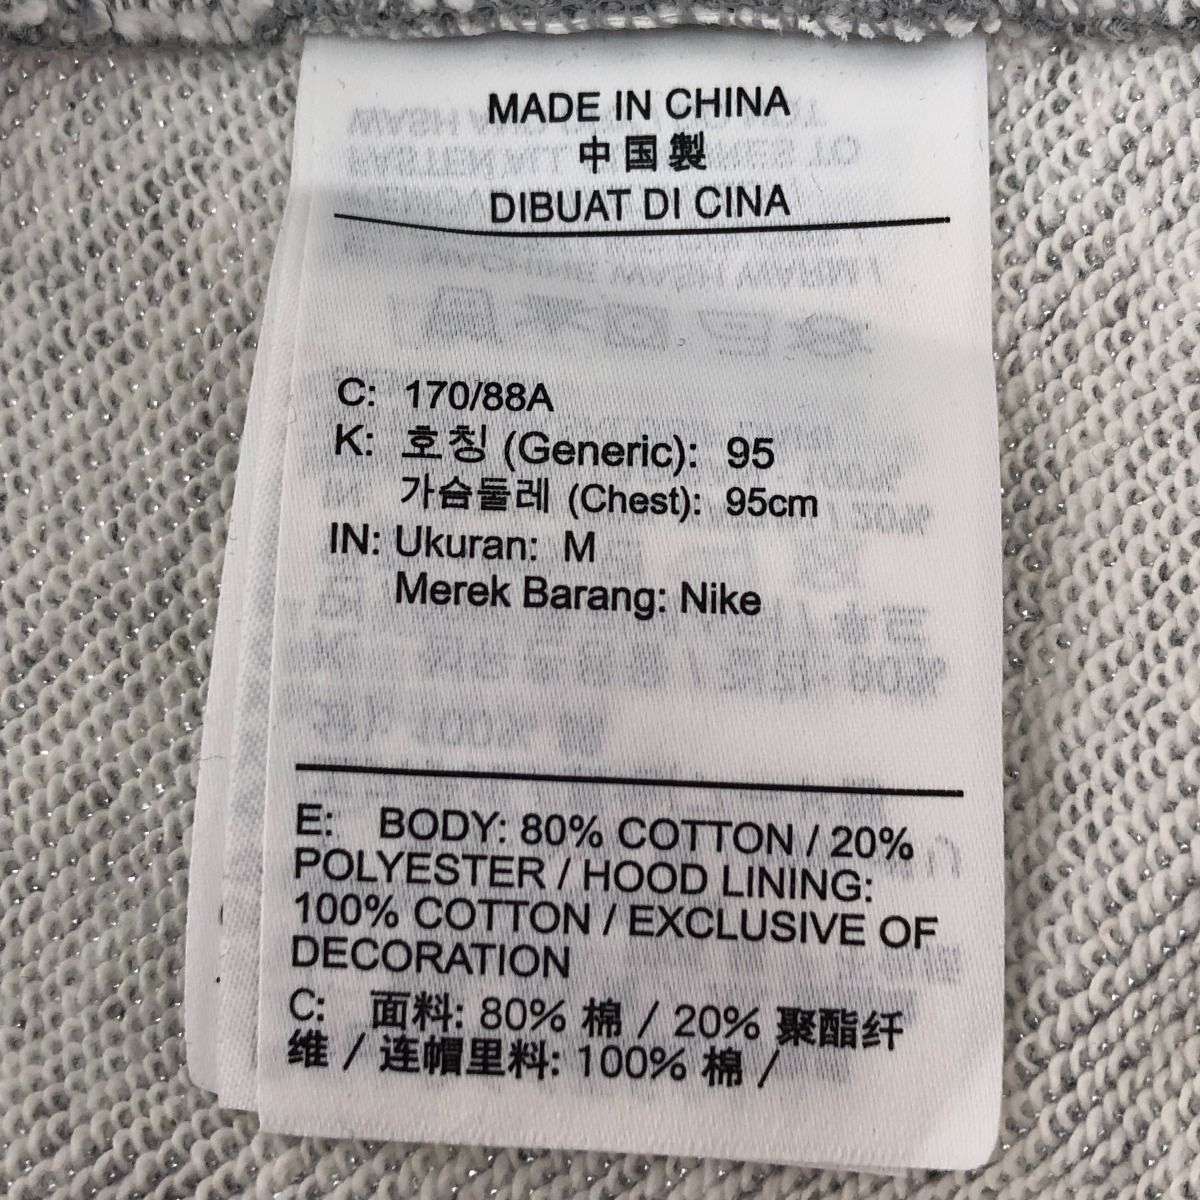 MADE IN CHINA
中国製
DIBUAT DI CINA
C: 170/88A
K: 호칭 (Generic): 95
가슴둘레 (Chest): 95cm
IN: Ukuran: M
Merek Barang: Nike
E: BODY: 80% COTTON / 20%
POLYESTER / HOOD LINING:
100% COTTON / EXCLUSIVE OF
DECORATION
C: 面料: 80% 棉 / 20% 聚酯纤
维 / 连帽里料: 100% 棉 /